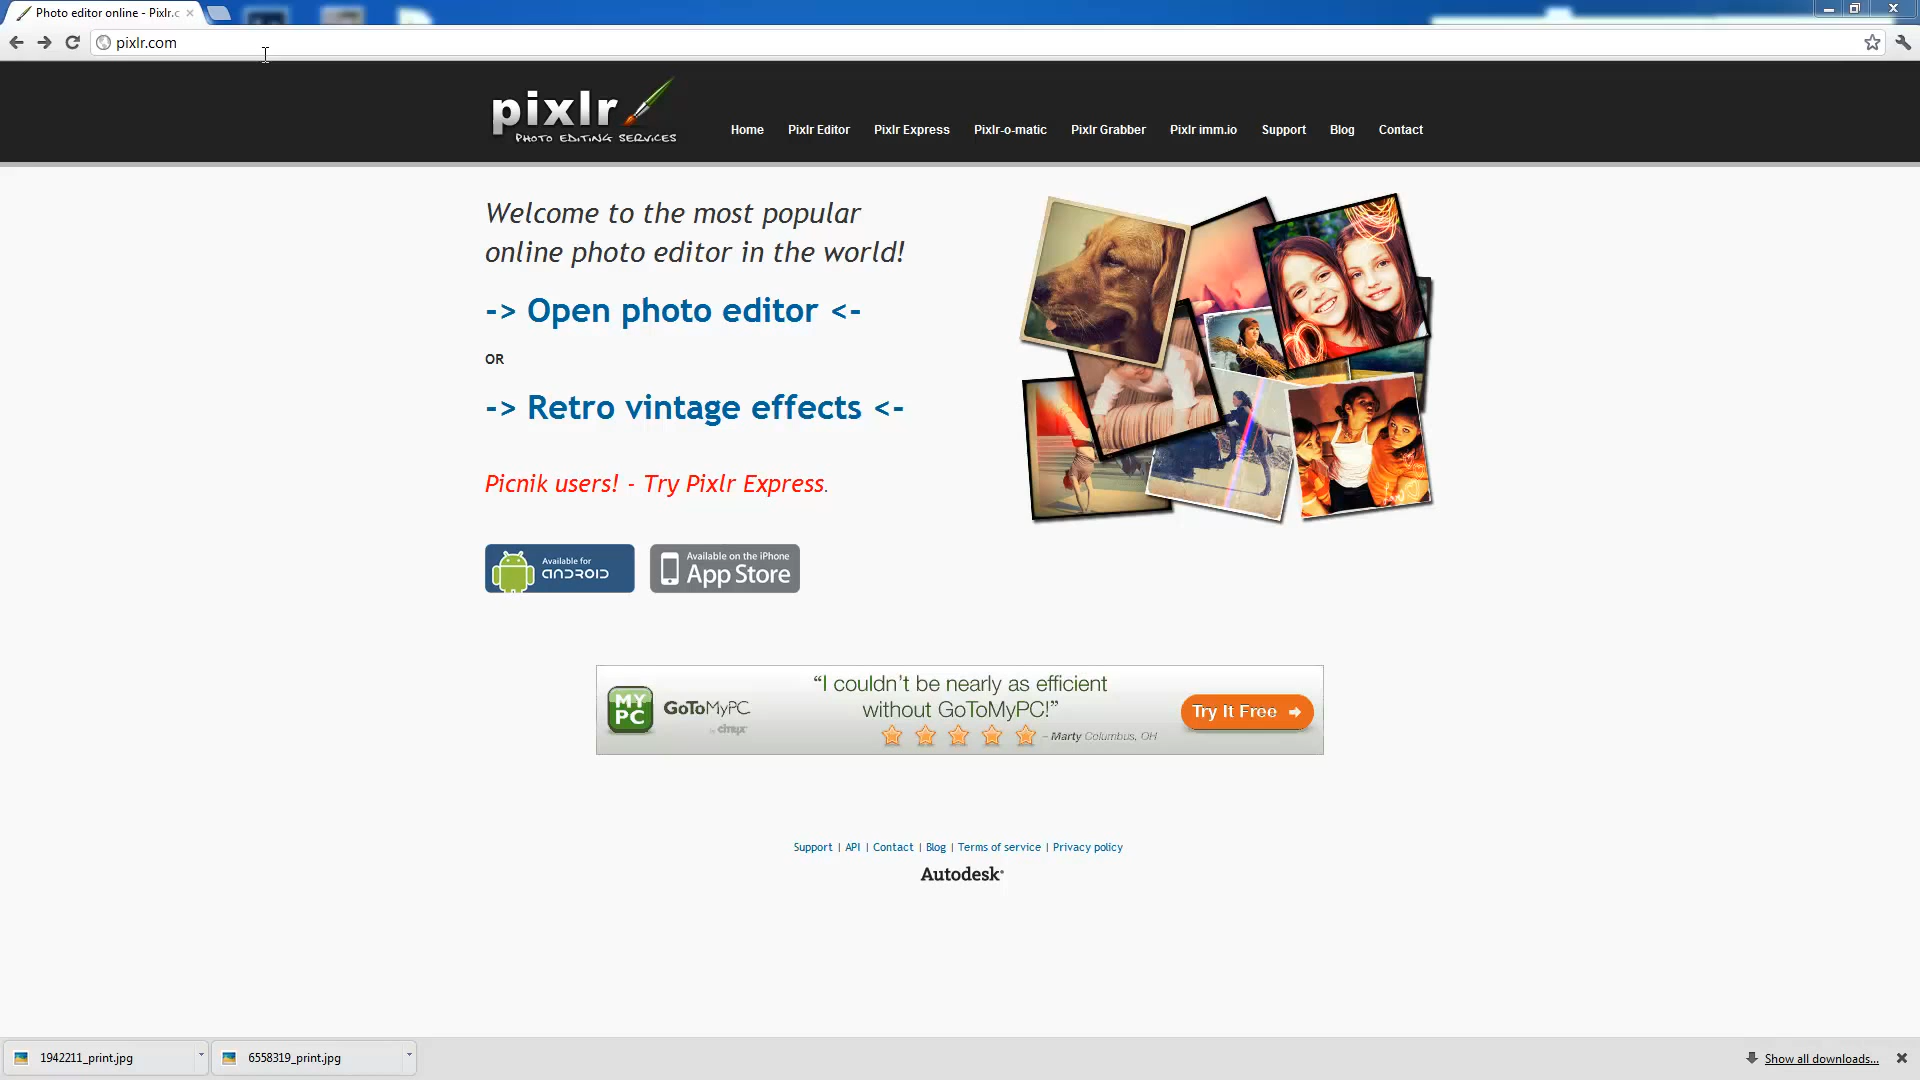 Photo editor online - Pixlr.c
pixlr.com
pixlr
PHOTO EDITING SERVICES
Home Pixlr Editor Pixlr Express Pixlr-o-matic Pixlr Grabber Pixlr imm.io Support Blog Contact
Welcome to the most popular
online photo editor in the world!
-> Open photo editor <-
OR
-> Retro vintage effects <-
Picnik users! - Try Pixlr Express.
Available for
ANDROID
Available on the iPhone
App Store
MY
PC
GoToMyPC
by citrix
“I couldn't be nearly as efficient
without GoToMyPC!”
– Marty Columbus, OH
Try It Free
Support | API | Contact | Blog | Terms of service | Privacy policy
Autodesk®
1942211_print.jpg
6558319_print.jpg
Show all downloads...